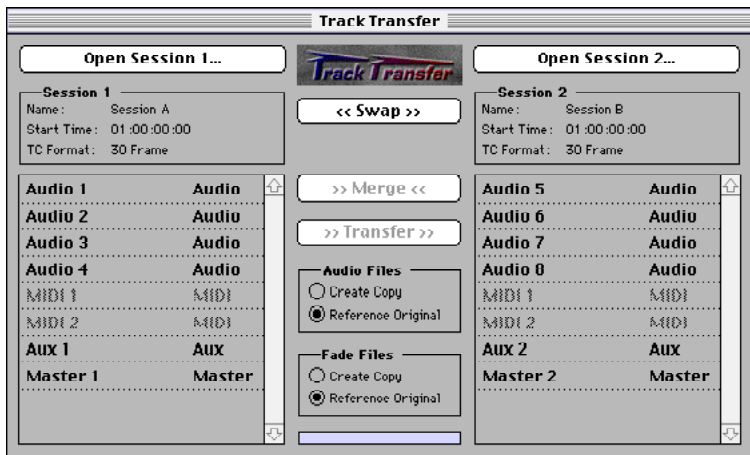 Track Transfer
Open Session 1...
Session 1
Name: Session A
Start Time: 01:00:00:00
TC Format: 30 Frame
Audio 1 Audio
Audio 2 Audio
Audio 3 Audio
Audio 4 Audio
MIDI 1 MIDI
MIDI 2 MIDI
Aux 1 Aux
Master 1 Master
Track Transfer
<< Swap >>
>> Merge <<
>> Transfer >>
Audio Files
Create Copy
Reference Original
Fade Files
Create Copy
Reference Original
Open Session 2...
Session 2
Name: Session B
Start Time: 01:00:00:00
TC Format: 30 Frame
Audio 5 Audio
Audio 6 Audio
Audio 7 Audio
Audio 8 Audio
MIDI 1 MIDI
MIDI 2 MIDI
Aux 2 Aux
Master 2 Master